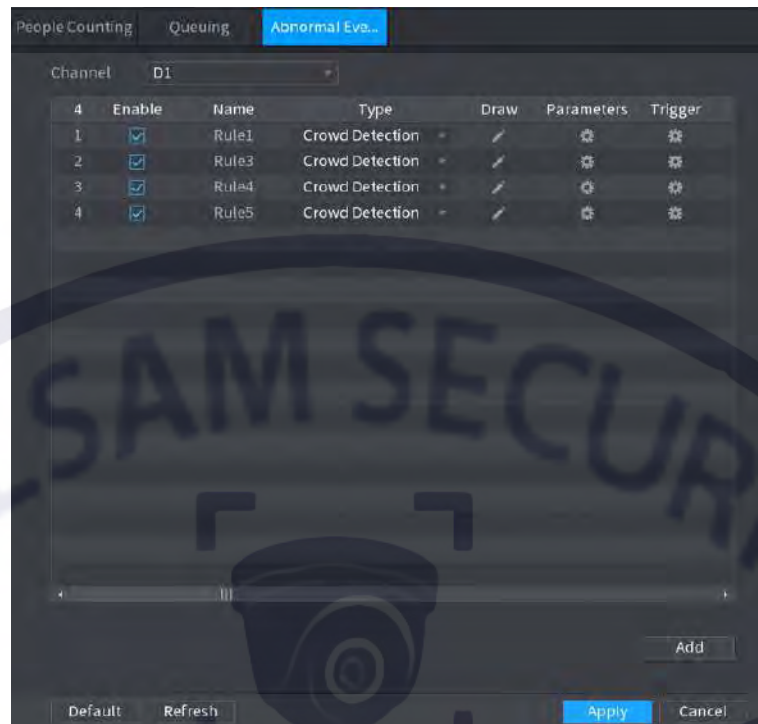 People Counting Queuing Abnormal Eve...
Channel D1
4 Enable Name Type Draw Parameters Trigger
1 Rule1 Crowd Detection
2 Rule3 Crowd Detection
3 Rule4 Crowd Detection
4 Rule5 Crowd Detection
SAM SECURI
Add
Default Refresh Apply Cancel